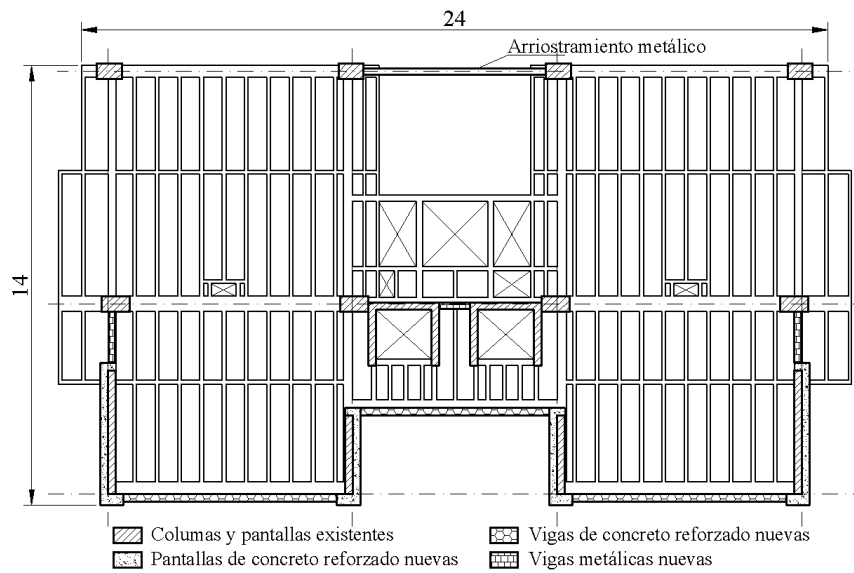 24
Arriostramiento metálico
14
Columas y pantallas existentes
Vigas de concreto reforzado nuevas
Pantallas de concreto reforzado nuevas
Vigas metálicas nuevas